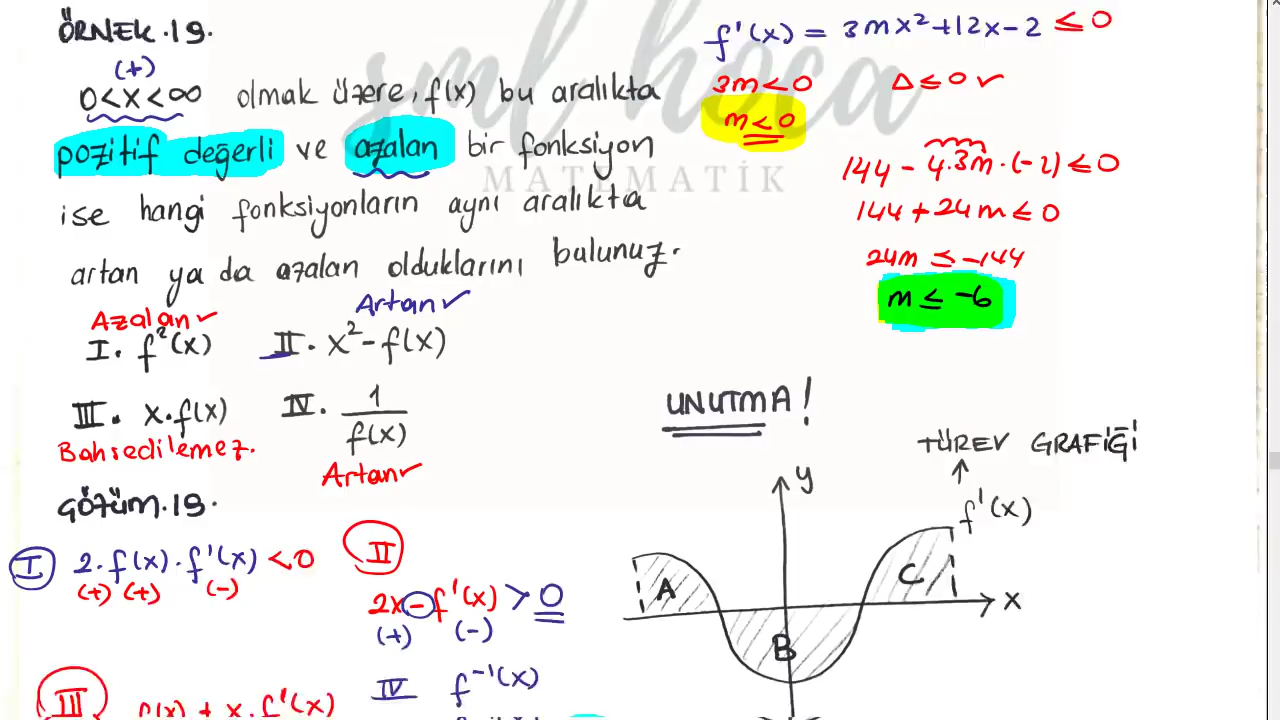 ÖRNEK.19.
(+)
0<x<∞ olmak üzere, f(x) bu aralıkta
pozitif değerli ve azalan bir fonksiyon
ise hangi fonksiyonların aynı aralıkta
artan ya da azalan olduklarını bulunuz.
Azalan ✓ Artan ✓
I. f²(x) II. x²-f(x)
III. x.f(x) IV. 1/f(x)
Bahsedilemez. Artan ✓
ÇÖZÜM.19.
I 2.f(x).f'(x) <0
(+) (+) (-)
II
2x-f'(x) > 0
(+) (-)
III f(x) + x.f'(x)
IV f⁻¹(x)
f'(x) = 3mx²+12x-2 ≤ 0
3m<0 Δ≤0 ✓
m<0
144 - 4.3m.(-2) ≤ 0
144 + 24m ≤ 0
24m ≤ -144
m ≤ -6
UNUTMA!
TÜREV GRAFİĞİ
f'(x)
y
A B C
x
sml hoca
MATEMATİK